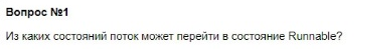 Вопрос №1
Из каких состояний поток может перейти в состояние Runnable?